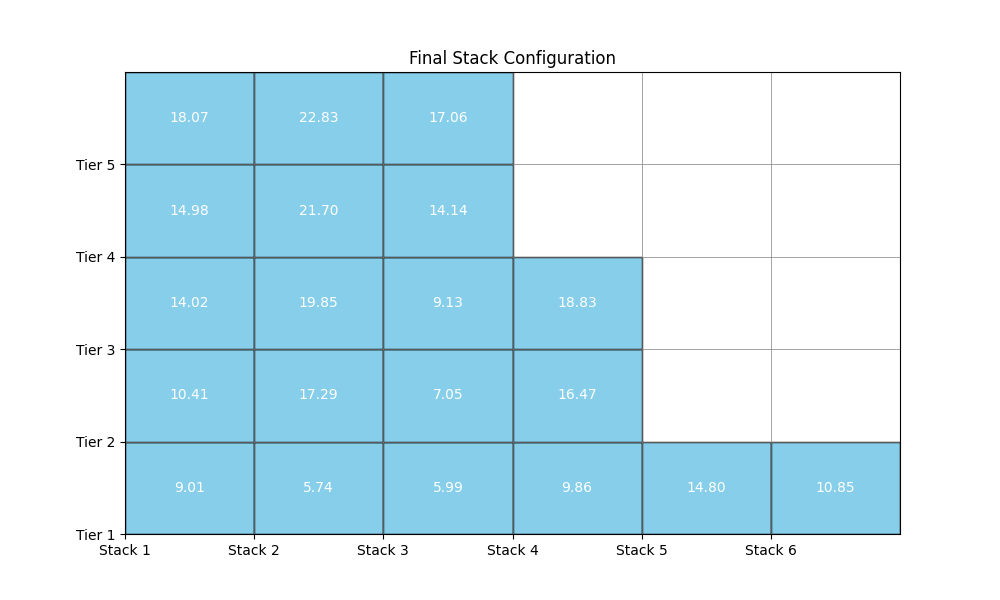 Final Stack Configuration
18.07 22.83 17.06
Tier 5
14.98 21.70 14.14
Tier 4
14.02 19.85 9.13 18.83
Tier 3
10.41 17.29 7.05 16.47
Tier 2
9.01 5.74 5.99 9.86 14.80 10.85
Tier 1
Stack 1 Stack 2 Stack 3 Stack 4 Stack 5 Stack 6